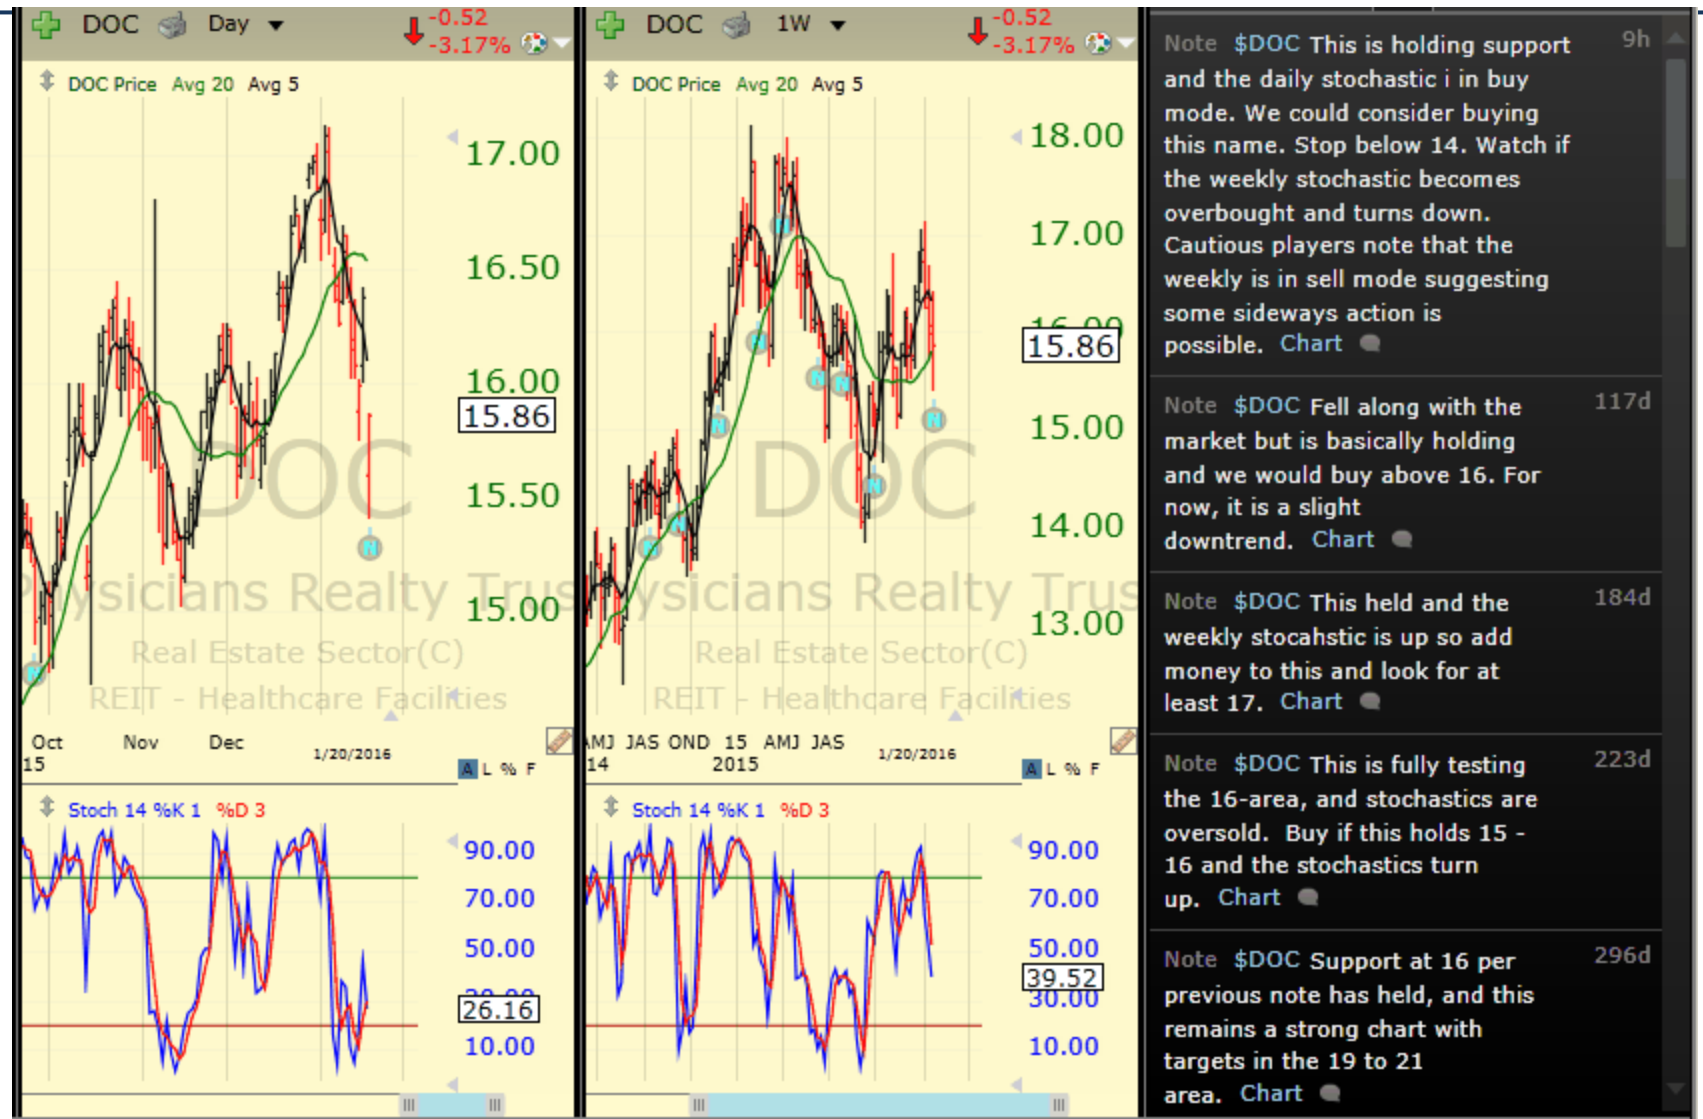 DOC Day
-0.52
-3.17%
DOC Price Avg 20 Avg 5
17.00
16.50
16.00
15.86
15.50
15.00
DOC
Physicians Realty Trus
Real Estate Sector(C)
REIT - Healthcare Facilities
Oct Nov Dec 1/20/2016
15
A L % F
Stoch 14 %K 1 %D 3
90.00
70.00
50.00
26.16
10.00
DOC 1W
-0.52
-3.17%
DOC Price Avg 20 Avg 5
18.00
17.00
16.00
15.86
15.00
14.00
13.00
DOC
ysicians Realty Trus
Real Estate Sector(C)
REIT - Healthcare Facilities
AMJ JAS OND 15 AMJ JAS 1/20/2016
14 2015
A L % F
Stoch 14 %K 1 %D 3
90.00
70.00
50.00
39.52
30.00
10.00
Note $DOC This is holding support 9h
and the daily stochastic i in buy
mode. We could consider buying
this name. Stop below 14. Watch if
the weekly stochastic becomes
overbought and turns down.
Cautious players note that the
weekly is in sell mode suggesting
some sideways action is
possible. Chart
Note $DOC Fell along with the 117d
market but is basically holding
and we would buy above 16. For
now, it is a slight
downtrend. Chart
Note $DOC This held and the 184d
weekly stocahstic is up so add
money to this and look for at
least 17. Chart
Note $DOC This is fully testing 223d
the 16-area, and stochastics are
oversold. Buy if this holds 15 -
16 and the stochastics turn
up. Chart
Note $DOC Support at 16 per 296d
previous note has held, and this
remains a strong chart with
targets in the 19 to 21
area. Chart